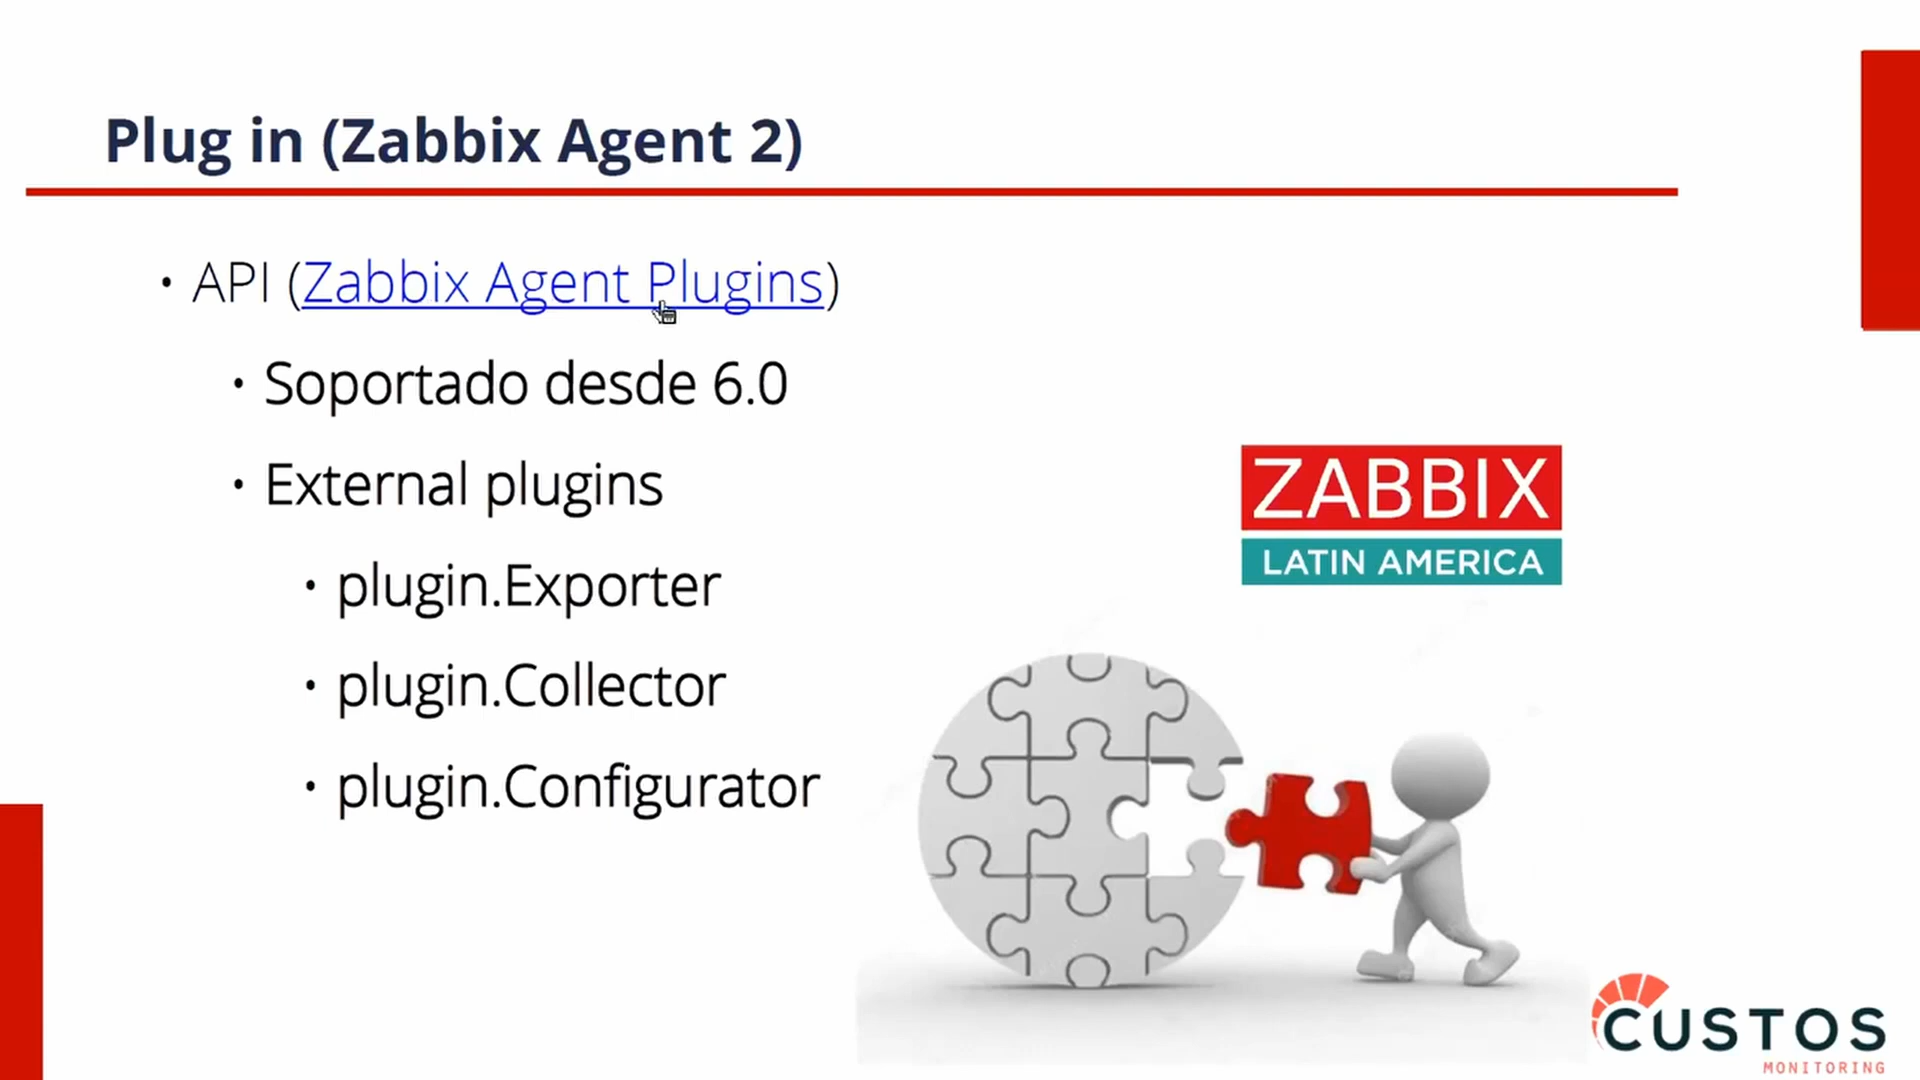 Plug in (Zabbix Agent 2)
• API (Zabbix Agent Plugins)
• Soportado desde 6.0
• External plugins
• plugin.Exporter
• plugin.Collector
• plugin.Configurator
ZABBIX
LATIN AMERICA
CUSTOS
MONITORING